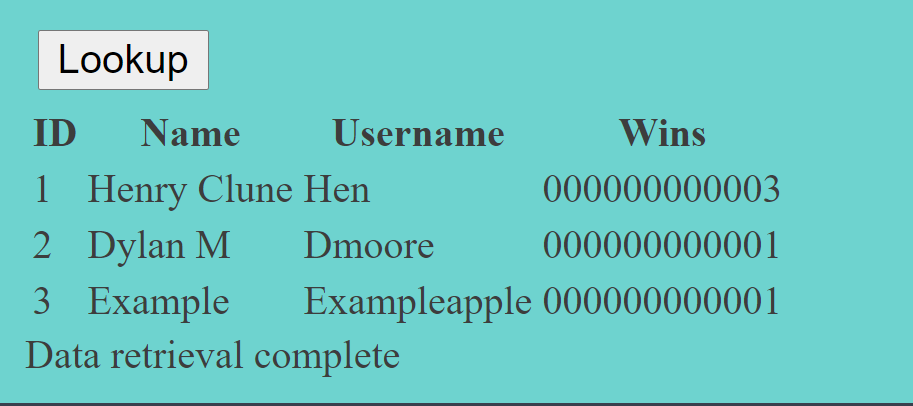 Lookup
ID Name Username Wins
1 Henry Clune Hen 000000000003
2 Dylan M Dmoore 000000000001
3 Example Exampleapple 000000000001
Data retrieval complete